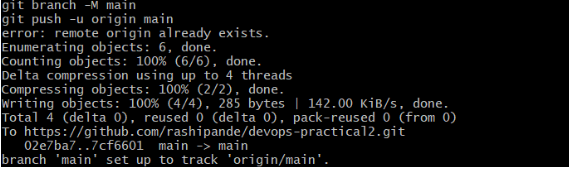 git branch -M main
git push -u origin main
error: remote origin already exists.
Enumerating objects: 6, done.
Counting objects: 100% (6/6), done.
Delta compression using up to 4 threads
Compressing objects: 100% (2/2), done.
Writing objects: 100% (4/4), 285 bytes | 142.00 KiB/s, done.
Total 4 (delta 0), reused 0 (delta 0), pack-reused 0 (from 0)
To https://github.com/rashipande/devops-practical2.git
   02e7ba7..7cf6601  main -> main
branch 'main' set up to track 'origin/main'.